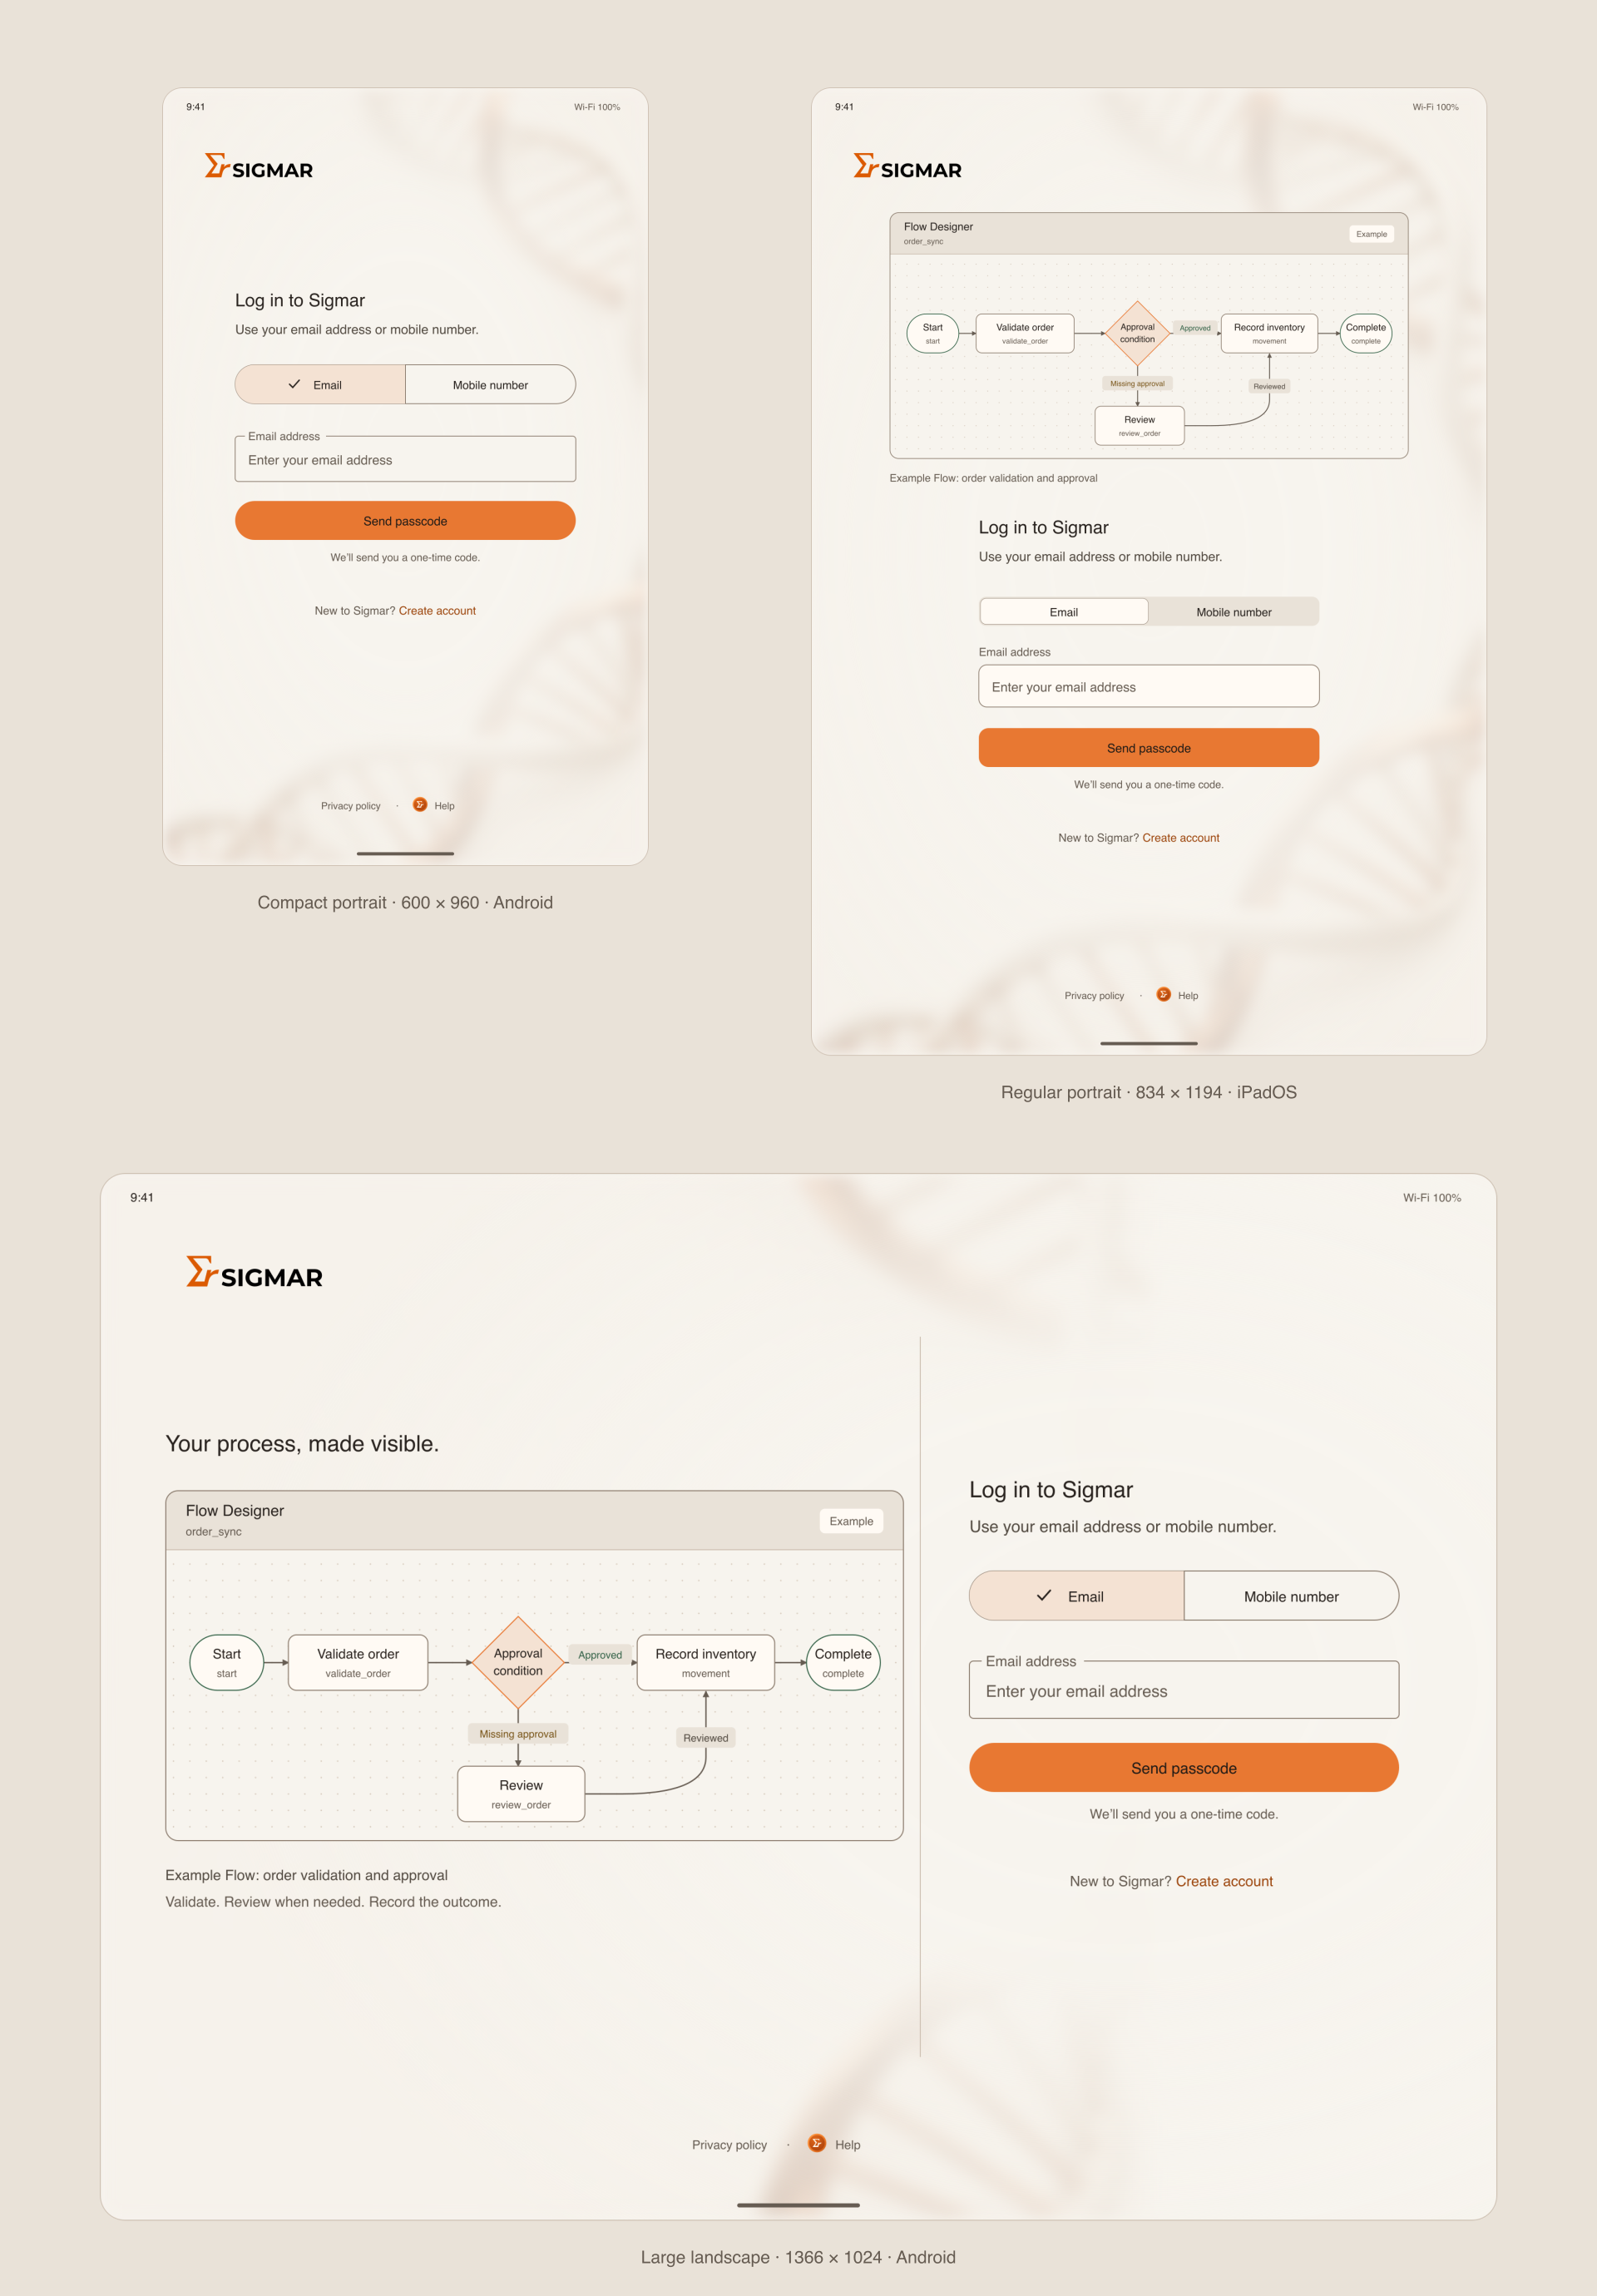 9:41
Wi-Fi 100%
SIGMAR
Log in to Sigmar
Use your email address or mobile number.
Email
Mobile number
Email address
Enter your email address
Send passcode
We'll send you a one-time code.
New to Sigmar? Create account
Privacy policy · Help
Compact portrait · 600 × 960 · Android
9:41
Wi-Fi 100%
SIGMAR
Flow Designer
order_sync
Example
Start
start
Validate order
validate_order
Approval
condition
Approved
Record inventory
movement
Complete
complete
Missing approval
Reviewed
Review
review_order
Example Flow: order validation and approval
Log in to Sigmar
Use your email address or mobile number.
Email
Mobile number
Email address
Enter your email address
Send passcode
We'll send you a one-time code.
New to Sigmar? Create account
Privacy policy · Help
Regular portrait · 834 × 1194 · iPadOS
9:41
Wi-Fi 100%
SIGMAR
Your process, made visible.
Flow Designer
order_sync
Example
Start
start
Validate order
validate_order
Approval
condition
Approved
Record inventory
movement
Complete
complete
Missing approval
Reviewed
Review
review_order
Example Flow: order validation and approval
Validate. Review when needed. Record the outcome.
Log in to Sigmar
Use your email address or mobile number.
Email
Mobile number
Email address
Enter your email address
Send passcode
We'll send you a one-time code.
New to Sigmar? Create account
Privacy policy · Help
Large landscape · 1366 × 1024 · Android